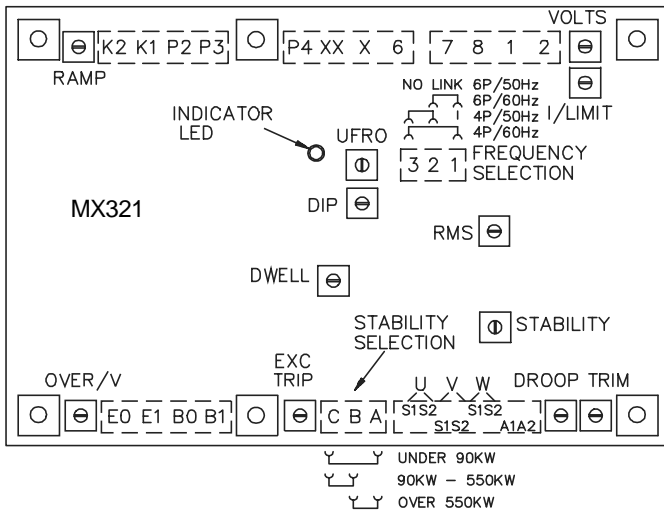 VOLTS
K2 K1 P2 P3
P4 XX X 6
7 8 1 2
RAMP
NO LINK 6P/50Hz
6P/60Hz
4P/50Hz
4P/60Hz
I/LIMIT
INDICATOR
LED
UFRO
3 2 1
FREQUENCY
SELECTION
MX321
DIP
RMS
DWELL
STABILITY
SELECTION
STABILITY
OVER/V
EXC
TRIP
U V W
DROOP TRIM
E0 E1 B0 B1
C B A
S1S2 S1S2
S1S2 A1A2
UNDER 90KW
90KW – 550KW
OVER 550KW